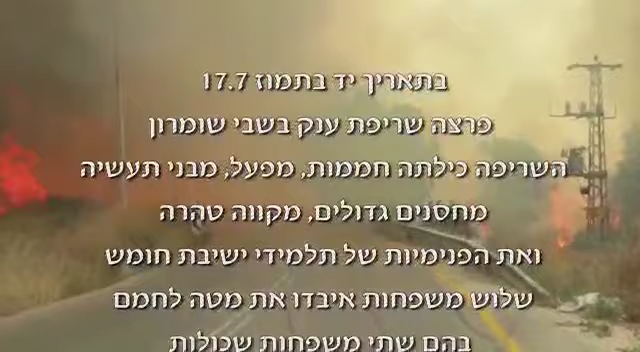 בתאריך יד בתמוז 17.7
פרצה שריפת ענק בשבי שומרון
השריפה כילתה חממות, מפעל, מבני תעשיה
מחסנים גדולים, מקווה טהרה
ואת הפנימיות של תלמידי ישיבת חומש
שלוש משפחות איבדו את מטה לחמם
בהם שתי משפחות שכולות